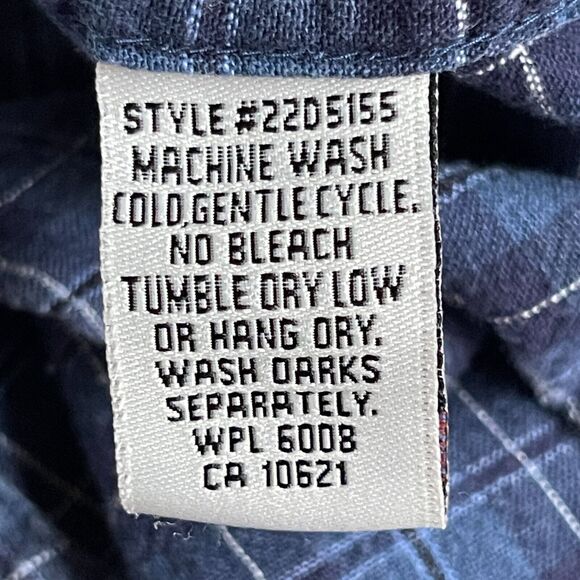 STYLE #22D5155
MACHINE WASH
COLD,GENTLE CYCLE.
NO BLEACH
TUMBLE DRY LOW
OR HANG DRY.
WASH DARKS
SEPARATELY.
WPL 6008
CA 10621